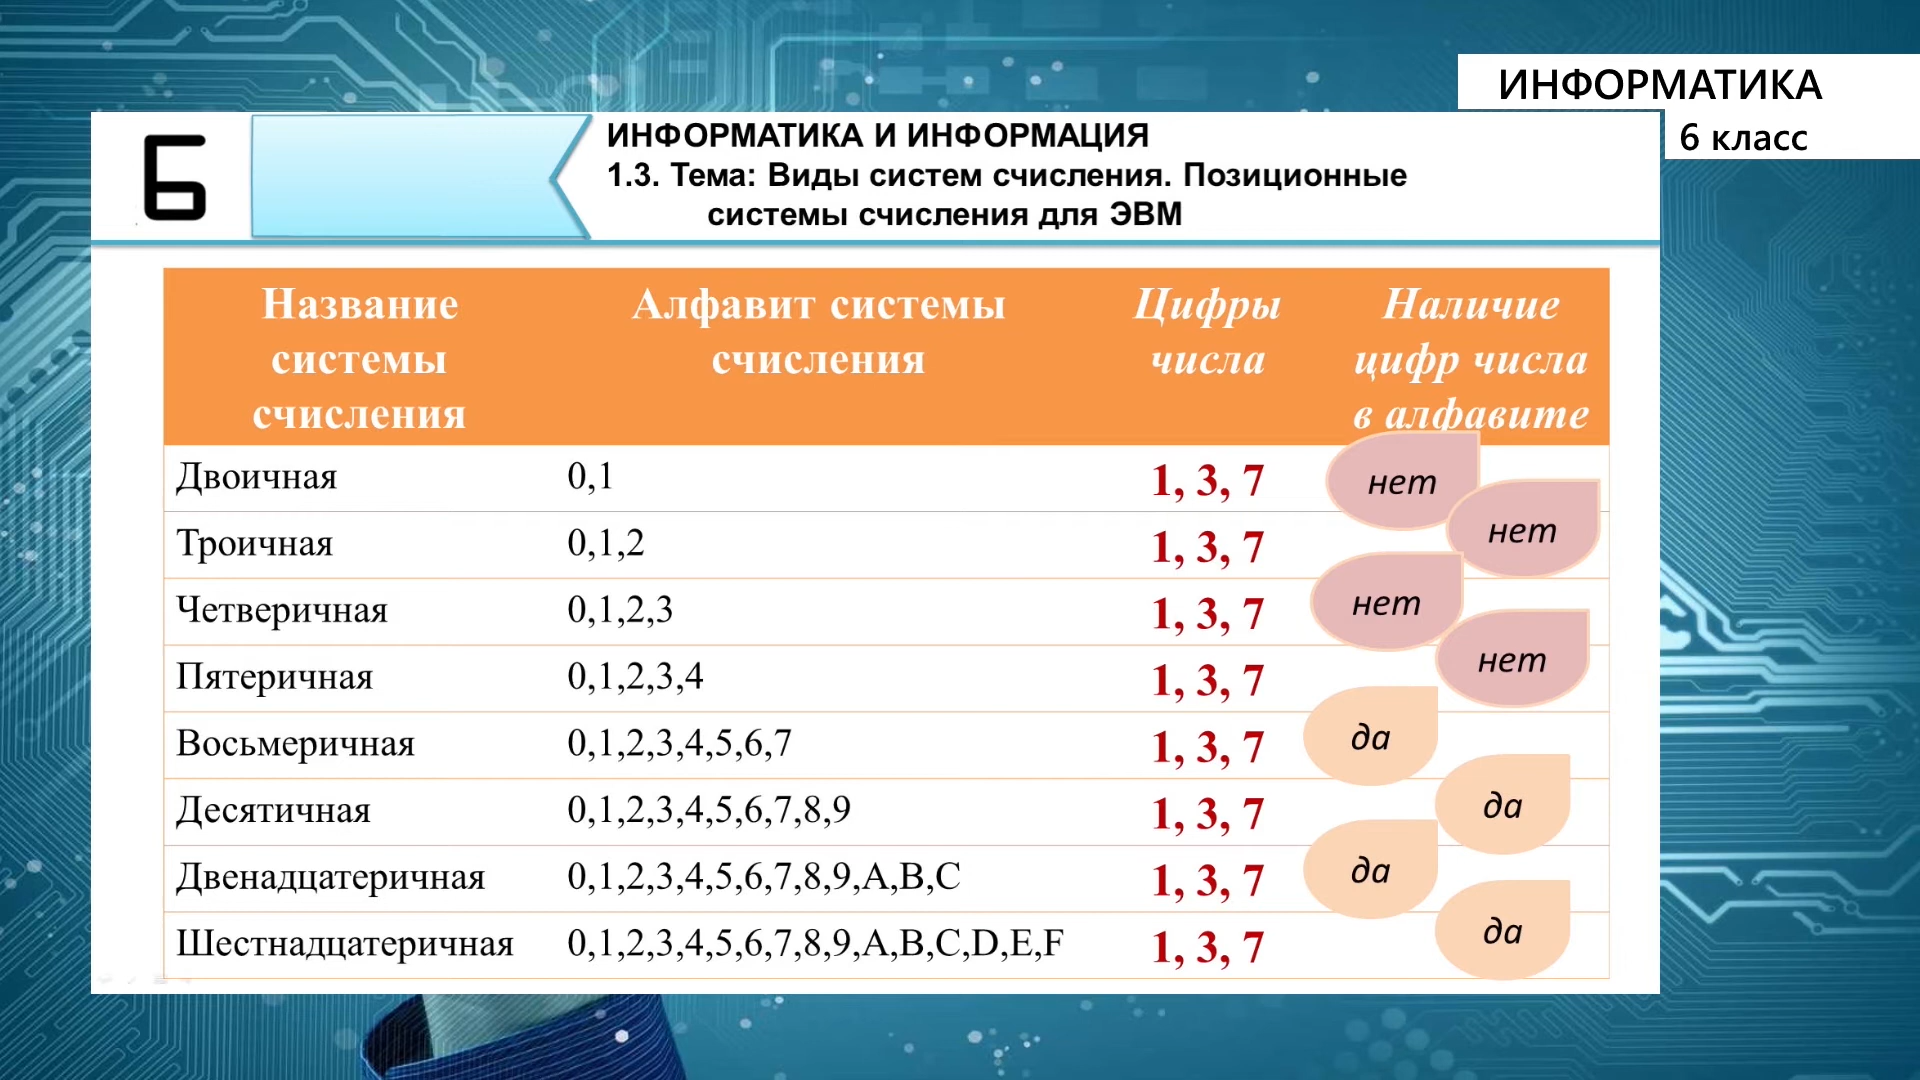 ИНФОРМАТИКА
6 класс
Б
ИНФОРМАТИКА И ИНФОРМАЦИЯ
1.3. Тема: Виды систем счисления. Позиционные
системы счисления для ЭВМ
Название системы счисления Алфавит системы счисления Цифры числа Наличие цифр числа в алфавите
Двоичная 0,1 1, 3, 7 нет
Троичная 0,1,2 1, 3, 7 нет
Четверичная 0,1,2,3 1, 3, 7 нет
Пятеричная 0,1,2,3,4 1, 3, 7 нет
Восьмеричная 0,1,2,3,4,5,6,7 1, 3, 7 да
Десятичная 0,1,2,3,4,5,6,7,8,9 1, 3, 7 да
Двенадцатеричная 0,1,2,3,4,5,6,7,8,9,A,B,C 1, 3, 7 да
Шестнадцатеричная 0,1,2,3,4,5,6,7,8,9,A,B,C,D,E,F 1, 3, 7 да